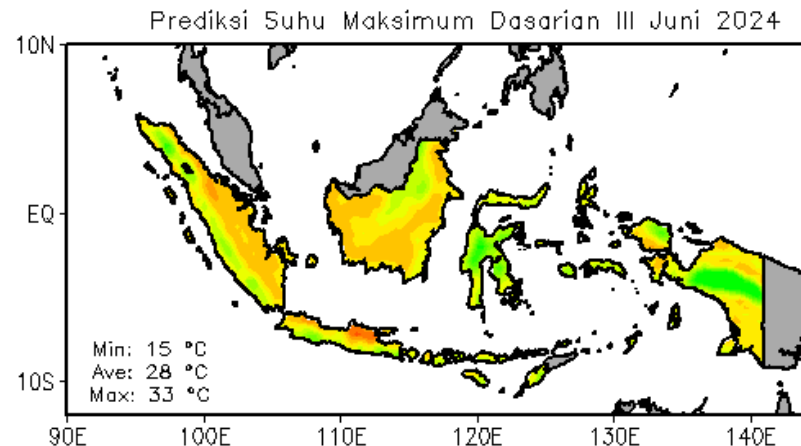 Prediksi Suhu Maksimum Dasarian III Juni 2024
10N
EQ
10S
Min: 15 °C
Ave: 28 °C
Max: 33 °C
90E 100E 110E 120E 130E 140E